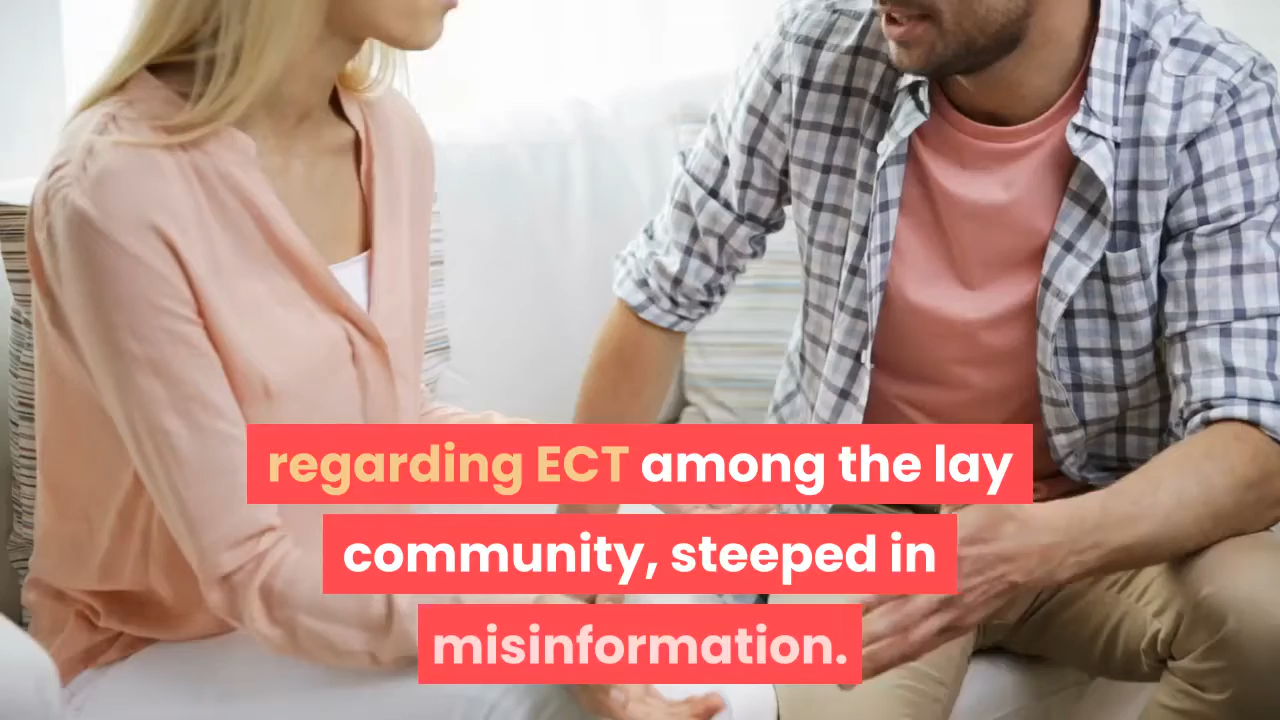 regarding ECT among the lay
community, steeped in
misinformation.